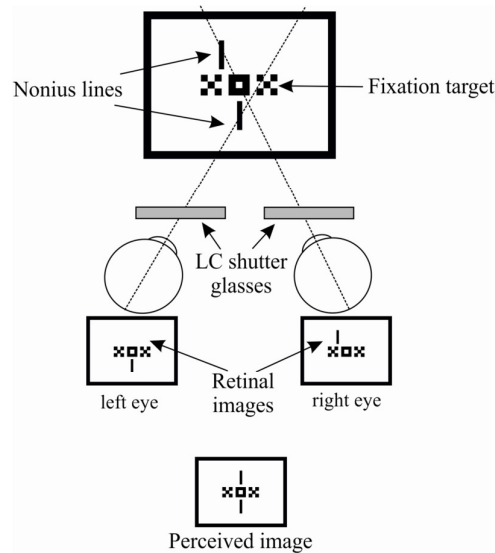 Nonius lines
Fixation target
LC shutter
glasses
Retinal
images
left eye
right eye
Perceived image